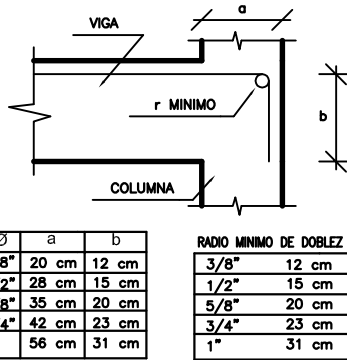 a
VIGA
r MINIMO
b
COLUMNA
Ø a b
8" 20 cm 12 cm
2" 28 cm 15 cm
8" 35 cm 20 cm
4" 42 cm 23 cm
56 cm 31 cm
RADIO MINIMO DE DOBLEZ
3/8" 12 cm
1/2" 15 cm
5/8" 20 cm
3/4" 23 cm
1" 31 cm